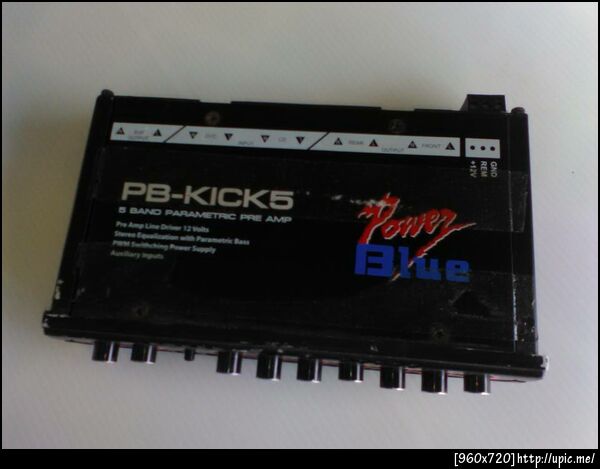 SUB OUTPUT DVD INPUT CD REAR OUTPUT FRONT
GND
REM
+12V
PB-KICK5
5 BAND PARAMETRIC PRE AMP
Pre Amp Line Driver 12 Volts
Stereo Equalization with Parametric Bass
PWM Swithching Power Supply
Auxiliary Inputs
Power
Blue
[960x720]http://upic.me/